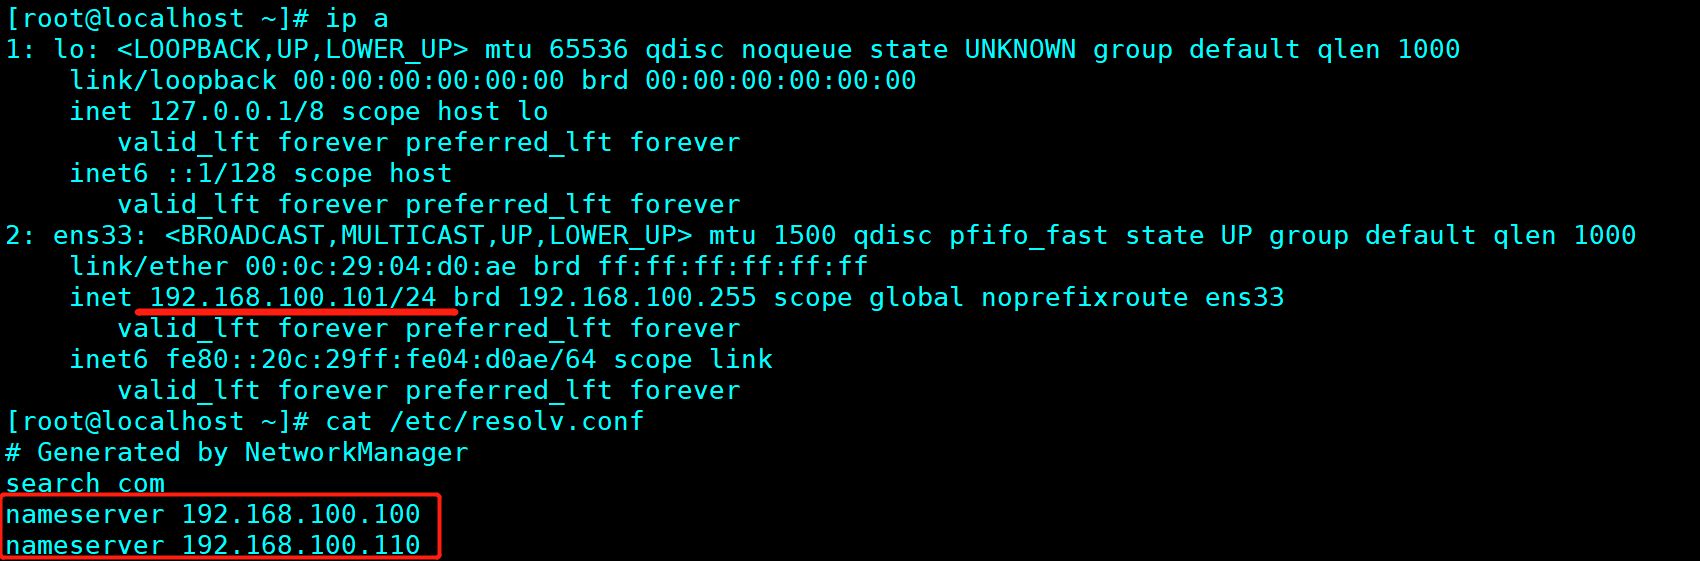 [root@localhost ~]# ip a
1: lo: <LOOPBACK,UP,LOWER_UP> mtu 65536 qdisc noqueue state UNKNOWN group default qlen 1000
    link/loopback 00:00:00:00:00:00 brd 00:00:00:00:00:00
    inet 127.0.0.1/8 scope host lo
       valid_lft forever preferred_lft forever
    inet6 ::1/128 scope host
       valid_lft forever preferred_lft forever
2: ens33: <BROADCAST,MULTICAST,UP,LOWER_UP> mtu 1500 qdisc pfifo_fast state UP group default qlen 1000
    link/ether 00:0c:29:04:d0:ae brd ff:ff:ff:ff:ff:ff
    inet 192.168.100.101/24 brd 192.168.100.255 scope global noprefixroute ens33
       valid_lft forever preferred_lft forever
    inet6 fe80::20c:29ff:fe04:d0ae/64 scope link
       valid_lft forever preferred_lft forever
[root@localhost ~]# cat /etc/resolv.conf
# Generated by NetworkManager
search com
nameserver 192.168.100.100
nameserver 192.168.100.110